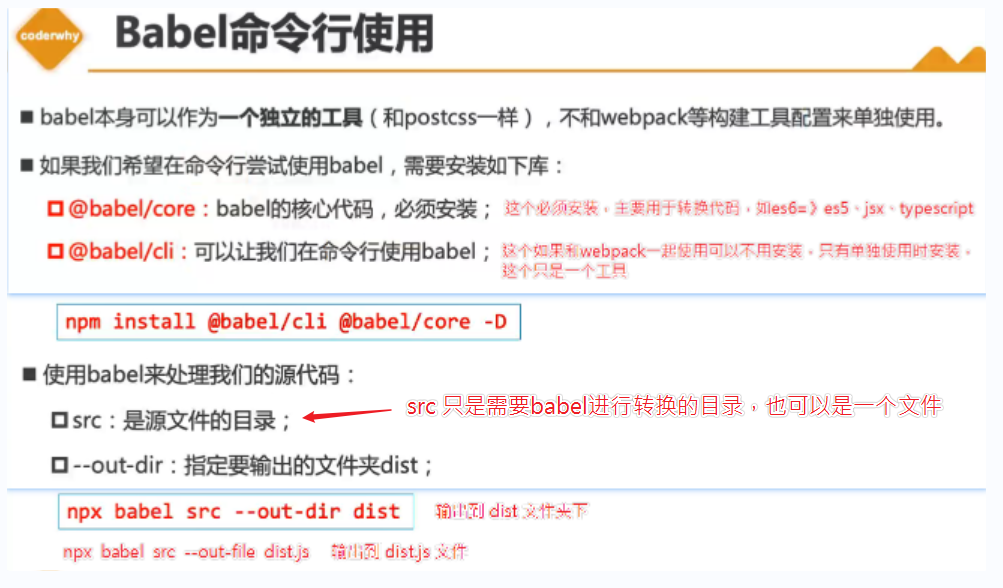 coderwhy
Babel命令行使用
■ babel本身可以作为一个独立的工具（和postcss一样），不和webpack等构建工具配置来单独使用。
■ 如果我们希望在命令行尝试使用babel，需要安装如下库：
@babel/core：babel的核心代码，必须安装； 这个必须安装，主要用于转换代码，如es6=》es5、jsx、typescript
@babel/cli：可以让我们在命令行使用babel； 这个如果和webpack一起使用可以不用安装，只有单独使用时安装，
这个只是一个工具
npm install @babel/cli @babel/core -D
■ 使用babel来处理我们的源代码：
src：是源文件的目录； src 只是需要babel进行转换的目录，也可以是一个文件
--out-dir：指定要输出的文件夹dist；
npx babel src --out-dir dist 输出到 dist 文件夹下
npx babel src --out-file dist.js 输出到 dist.js 文件